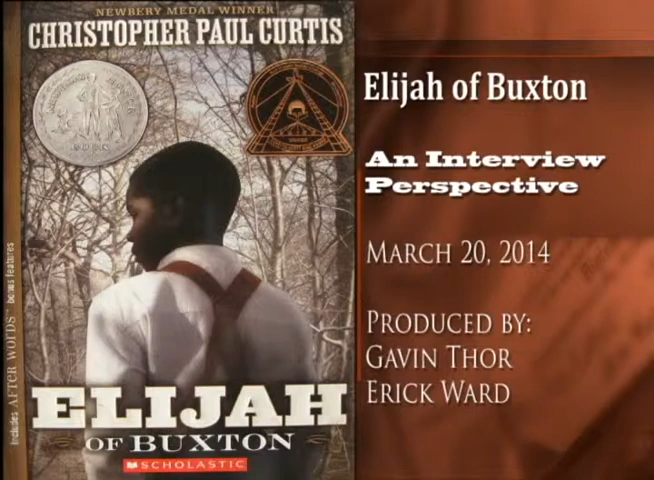 NEWBERY MEDAL WINNER
CHRISTOPHER PAUL CURTIS
includes AFTER WORDS™ bonus features
ELIJAH
OF BUXTON
SCHOLASTIC
Elijah of Buxton
An Interview
Perspective
MARCH 20, 2014
PRODUCED BY:
GAVIN THOR
ERICK WARD